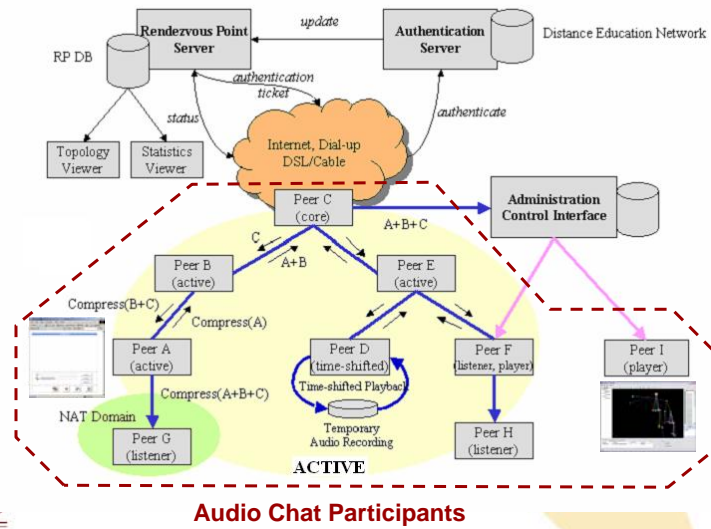 update
Rendezvous Point
Server
Authentication
Server
Distance Education Network
RP DB
authentication
ticket
status
authenticate
Internet, Dial-up
DSL/Cable
Topology
Viewer
Statistics
Viewer
Peer C
(core)
A+B+C
Administration
Control Interface
C
A+B
Peer B
(active)
Peer E
(active)
Compress(B+C)
Compress(A)
Peer A
(active)
Peer D
(time-shifted)
Peer F
(listener, player)
Peer I
(player)
Time-shifted Playback
Compress(A+B+C)
NAT Domain
Temporary
Audio Recording
Peer G
(listener)
Peer H
(listener)
ACTIVE
Audio Chat Participants